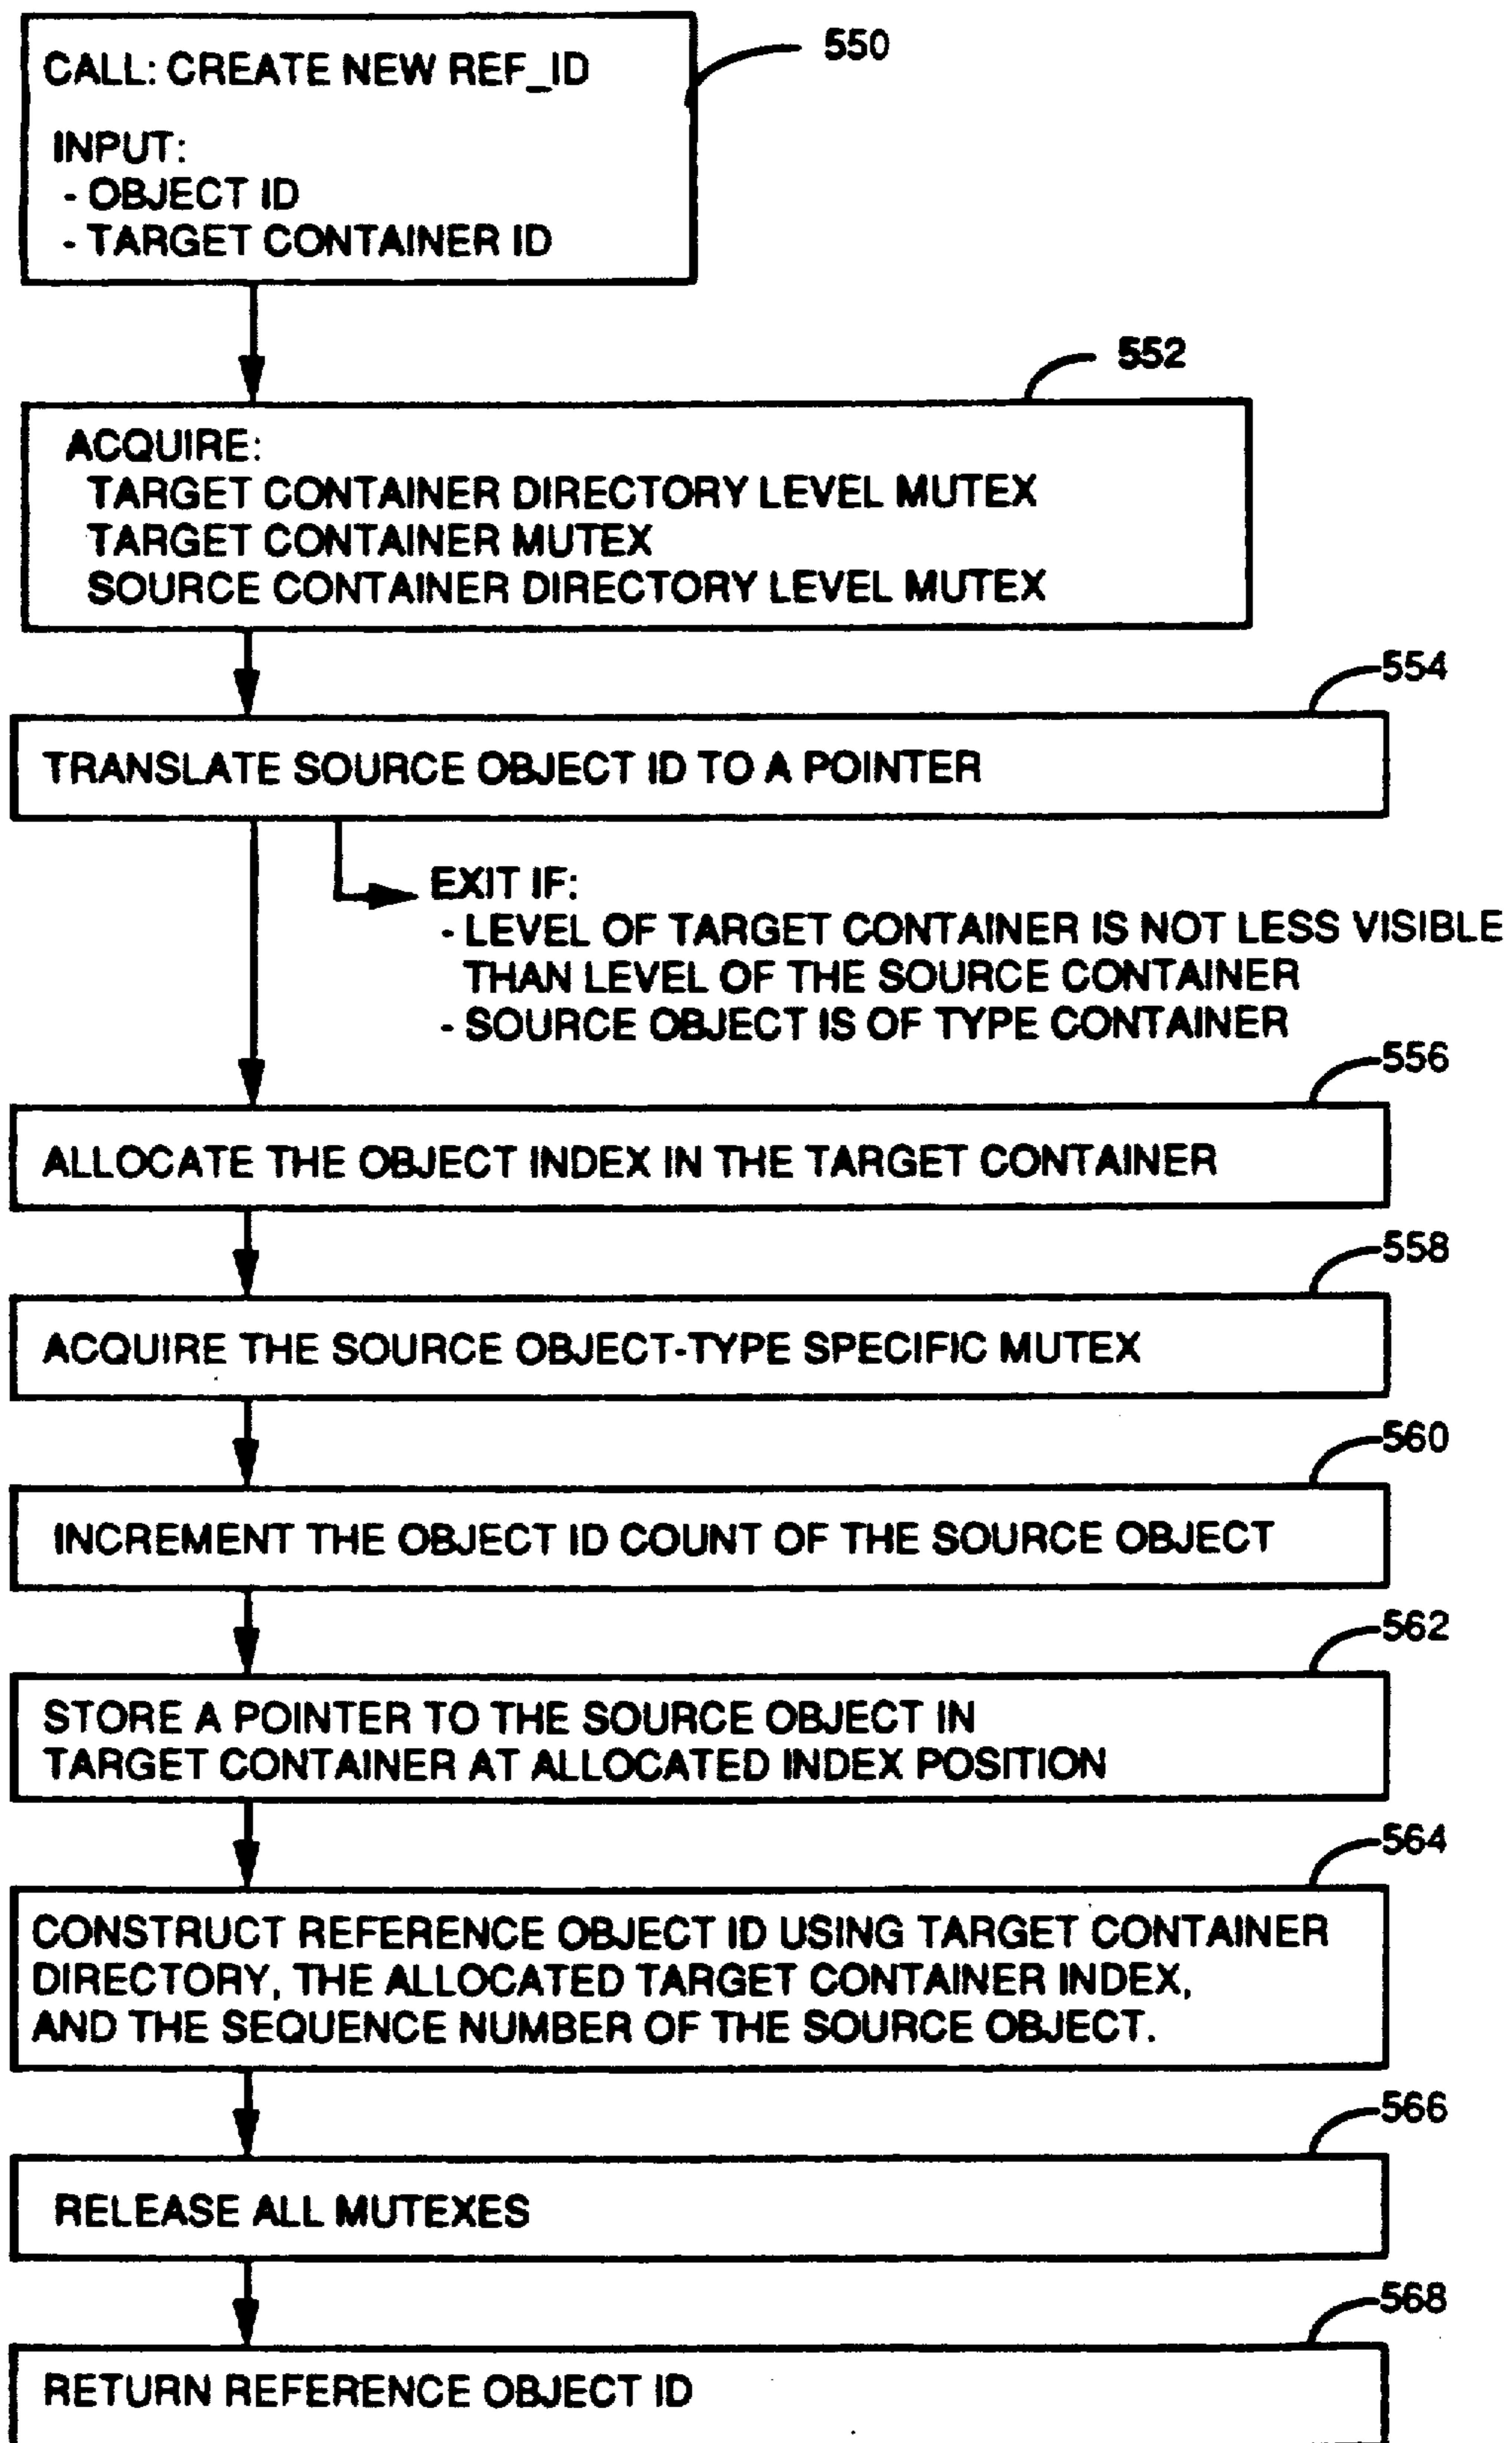 CALL: CREATE NEW REF_ID
550
INPUT:
- OBJECT ID
- TARGET CONTAINER ID
552
ACQUIRE:
TARGET CONTAINER DIRECTORY LEVEL MUTEX
TARGET CONTAINER MUTEX
SOURCE CONTAINER DIRECTORY LEVEL MUTEX
554
TRANSLATE SOURCE OBJECT ID TO A POINTER
EXIT IF:
- LEVEL OF TARGET CONTAINER IS NOT LESS VISIBLE
THAN LEVEL OF THE SOURCE CONTAINER
- SOURCE OBJECT IS OF TYPE CONTAINER
556
ALLOCATE THE OBJECT INDEX IN THE TARGET CONTAINER
558
ACQUIRE THE SOURCE OBJECT-TYPE SPECIFIC MUTEX
560
INCREMENT THE OBJECT ID COUNT OF THE SOURCE OBJECT
562
STORE A POINTER TO THE SOURCE OBJECT IN
TARGET CONTAINER AT ALLOCATED INDEX POSITION
564
CONSTRUCT REFERENCE OBJECT ID USING TARGET CONTAINER
DIRECTORY, THE ALLOCATED TARGET CONTAINER INDEX,
AND THE SEQUENCE NUMBER OF THE SOURCE OBJECT.
566
RELEASE ALL MUTEXES
568
RETURN REFERENCE OBJECT ID